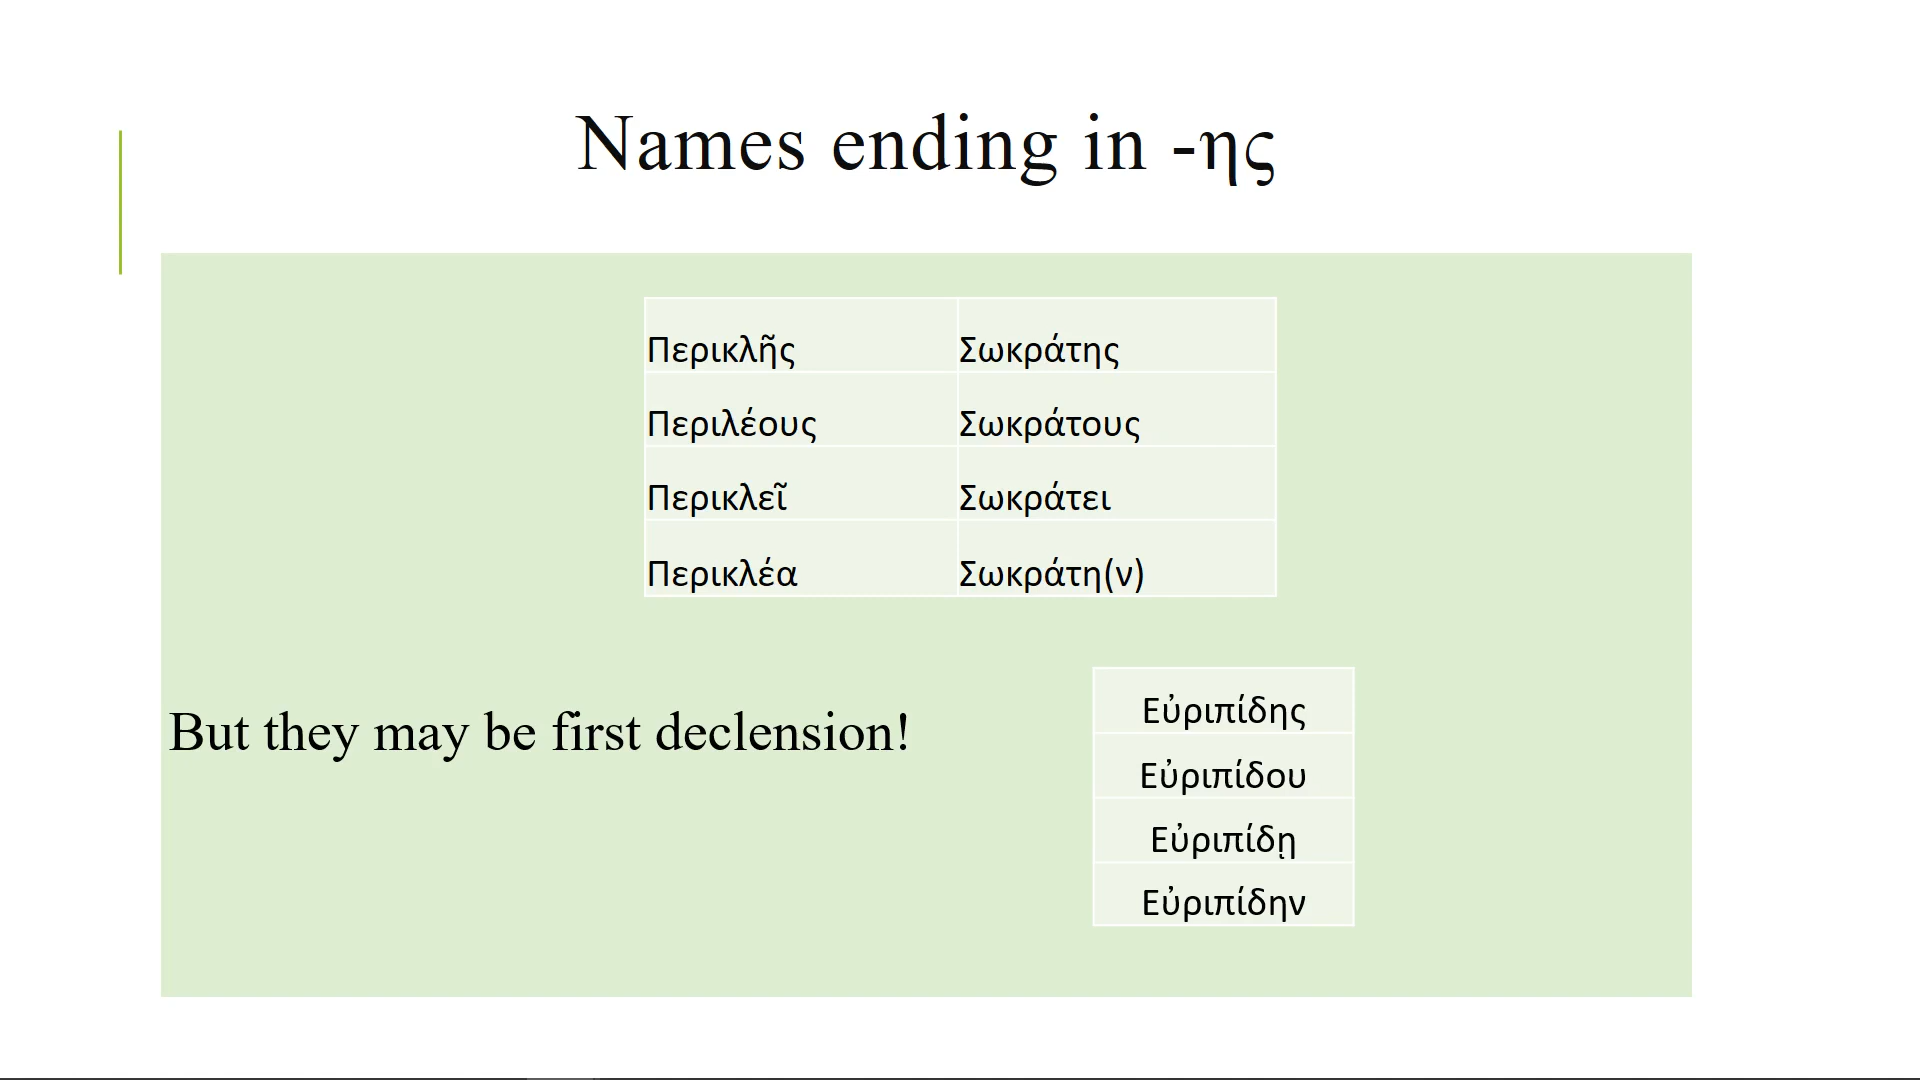 Names ending in -ης
Περικλῆς Σωκράτης
Περιλέους Σωκράτους
Περικλεῖ Σωκράτει
Περικλέα Σωκράτη(ν)
But they may be first declension!
Εὐριπίδης
Εὐριπίδου
Εὐριπίδῃ
Εὐριπίδην